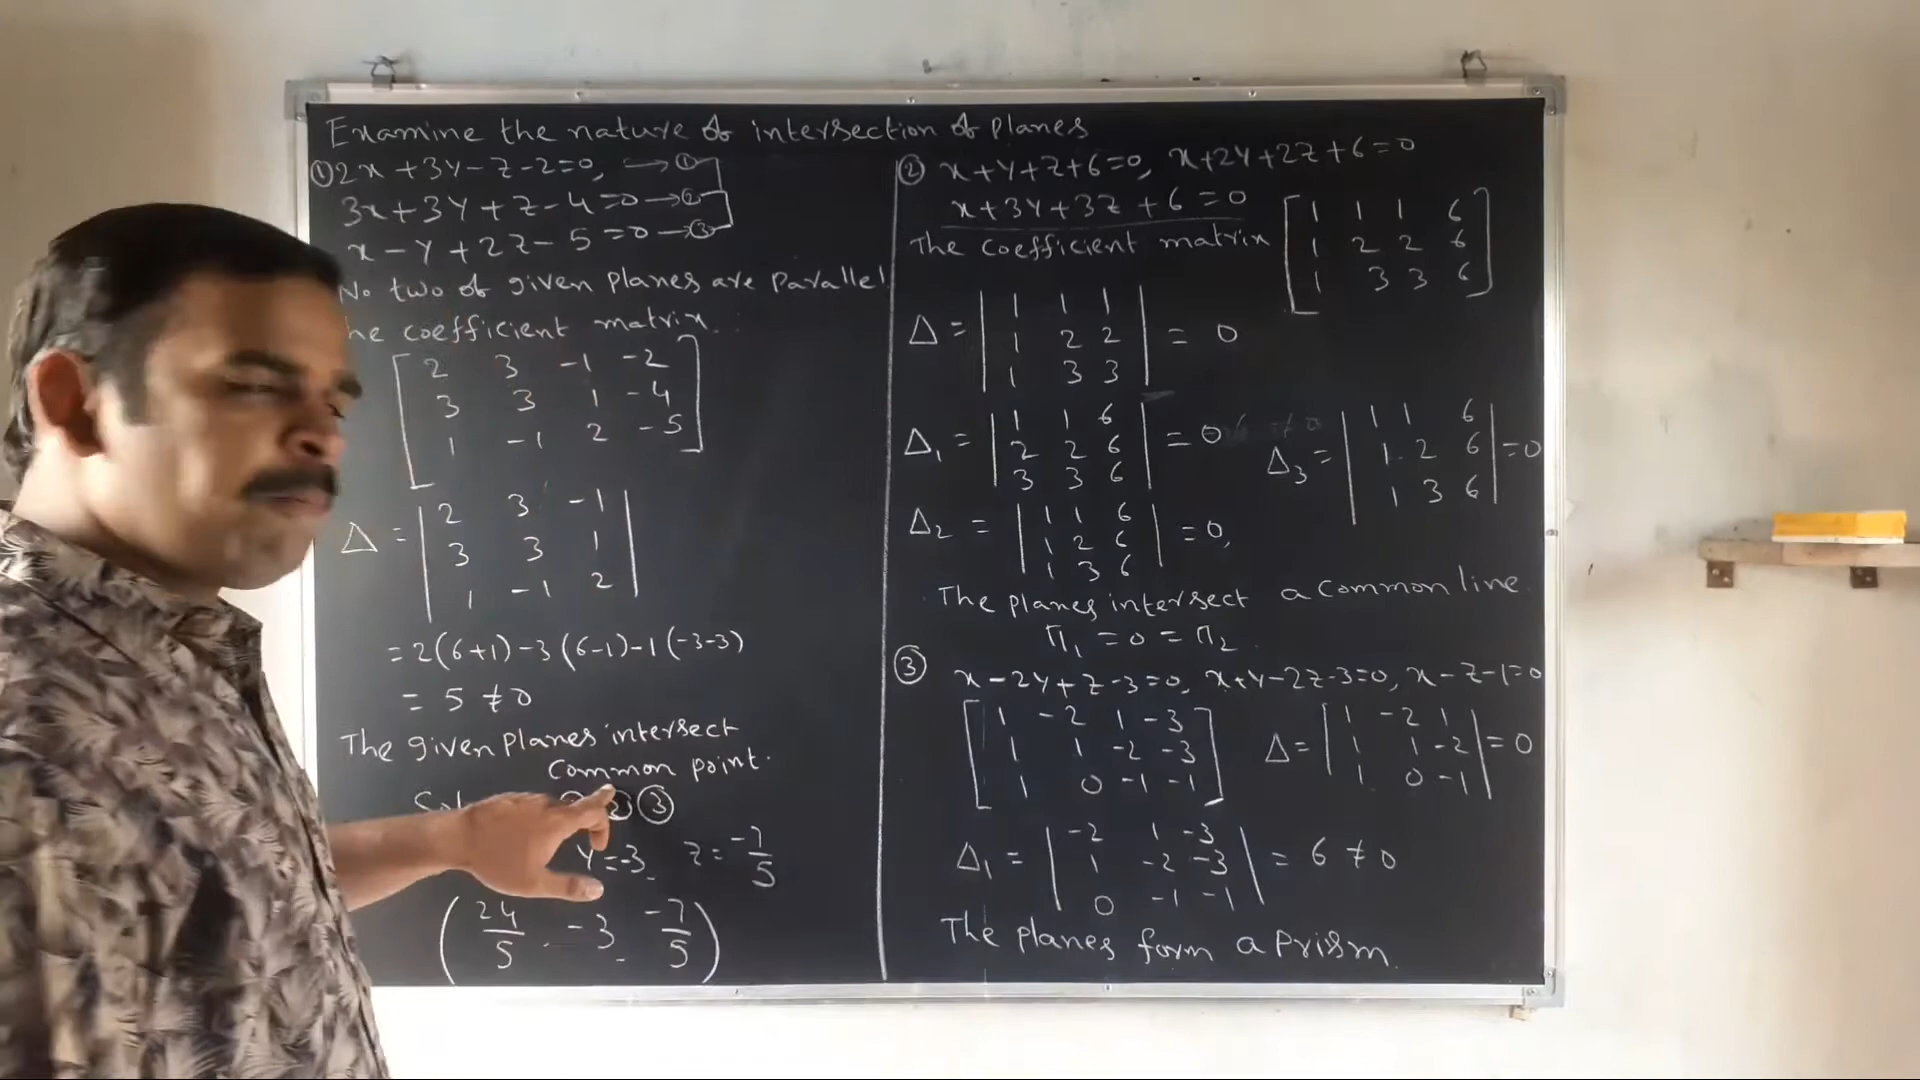 Examine the nature of intersection of planes
① 2x+3y-z-2=0, → ①
3x+3y+z-4=0 → ②
x-y+2z-5=0 → ③
No two of given planes are parallel
he coefficient matrix.
2 3 -1 -2
3 3 1 -4
1 -1 2 -5
Δ = | 2 3 -1 |
| 3 3 1 |
| 1 -1 2 |
= 2(6+1)-3(6-1)-1(-3-3)
= 5 ≠ 0
The given planes intersect
common point.
② ③
y=-3, z= -7/5
(24/5, -3, -7/5)
② x+y+z+6=0, x+2y+2z+6=0
x+3y+3z+6=0
The coefficient matrix
1 1 1 6
1 2 2 6
1 3 3 6
Δ = | 1 1 1 |
| 1 2 2 | = 0
| 1 3 3 |
Δ₁ = | 1 1 6 |
| 2 2 6 | = 0
| 3 3 6 |
Δ₃ = | 1 1 6 |
| 1 2 6 | = 0
| 1 3 6 |
Δ₂ = | 1 1 6 |
| 1 2 6 | = 0,
| 1 3 6 |
The planes intersect a common line
π₁ = 0 = π₂.
③ x-2y+z-3=0, x+y-2z-3=0, x-z-1=0
1 -2 1 -3
1 1 -2 -3
1 0 -1 -1
Δ = | 1 -2 1 |
| 1 1 -2 | = 0
| 1 0 -1 |
Δ₁ = | -2 1 -3 |
| 1 -2 -3 | = 6 ≠ 0
| 0 -1 -1 |
The planes form a prism.